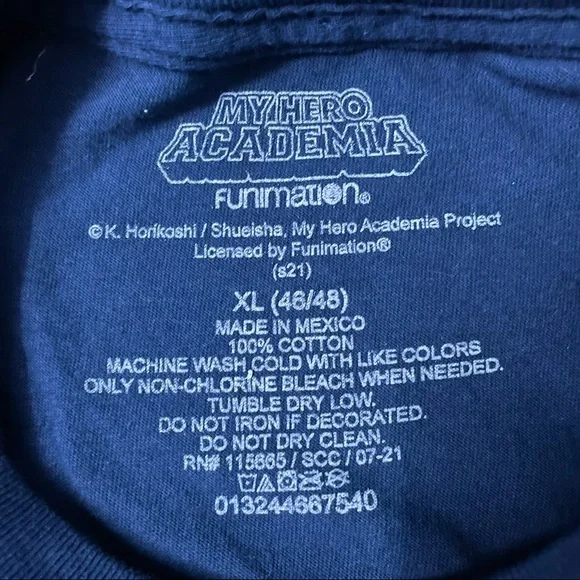 MY HERO
ACADEMIA
FUNIMATION®
© K. Horikoshi / Shueisha, My Hero Academia Project
Licensed by Funimation®
(s21)
XL (46/48)
MADE IN MEXICO
100% COTTON
MACHINE WASH COLD WITH LIKE COLORS
ONLY NON-CHLORINE BLEACH WHEN NEEDED.
TUMBLE DRY LOW.
DO NOT IRON IF DECORATED.
DO NOT DRY CLEAN.
RN# 115665 / SCC / 07-21
013244667540